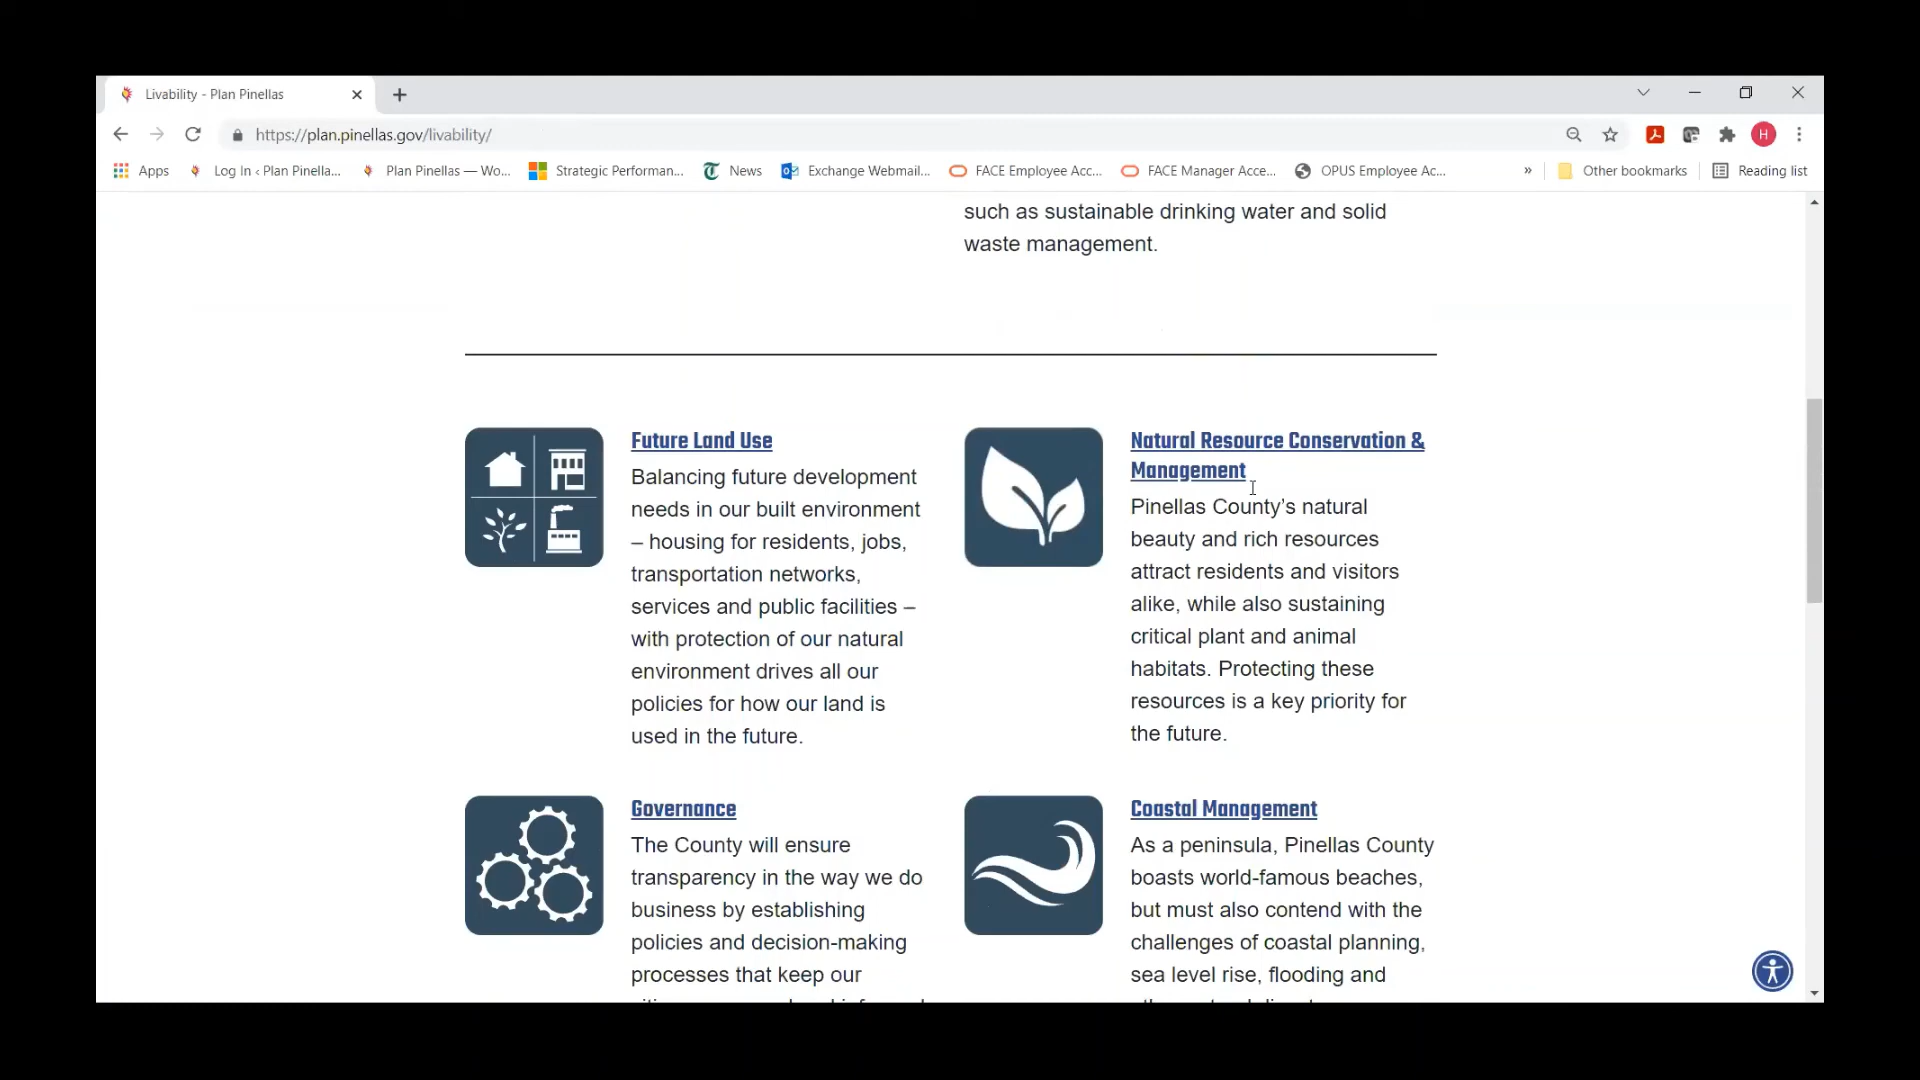 Livability - Plan Pinellas
https://plan.pinellas.gov/livability/
H
Apps
Log In ‹ Plan Pinella...
Plan Pinellas — Wo...
Strategic Performan...
News
Exchange Webmail...
FACE Employee Acc...
FACE Manager Acce...
OPUS Employee Ac...
»
Other bookmarks
Reading list
such as sustainable drinking water and solid
waste management.
Future Land Use
Balancing future development
needs in our built environment
– housing for residents, jobs,
transportation networks,
services and public facilities –
with protection of our natural
environment drives all our
policies for how our land is
used in the future.
Natural Resource Conservation &
Management
Pinellas County’s natural
beauty and rich resources
attract residents and visitors
alike, while also sustaining
critical plant and animal
habitats. Protecting these
resources is a key priority for
the future.
Governance
The County will ensure
transparency in the way we do
business by establishing
policies and decision-making
processes that keep our
Coastal Management
As a peninsula, Pinellas County
boasts world-famous beaches,
but must also contend with the
challenges of coastal planning,
sea level rise, flooding and